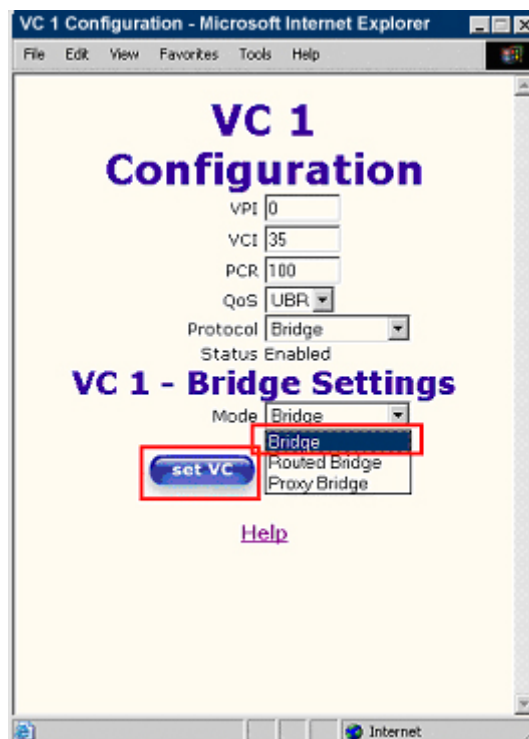 VC 1 Configuration - Microsoft Internet Explorer
File Edit View Favorites Tools Help
VC 1
Configuration
VPI 0
VCI 35
PCR 100
QoS UBR
Protocol Bridge
Status Enabled
VC 1 - Bridge Settings
Mode Bridge
Bridge
Routed Bridge
Proxy Bridge
set VC
Help
Internet